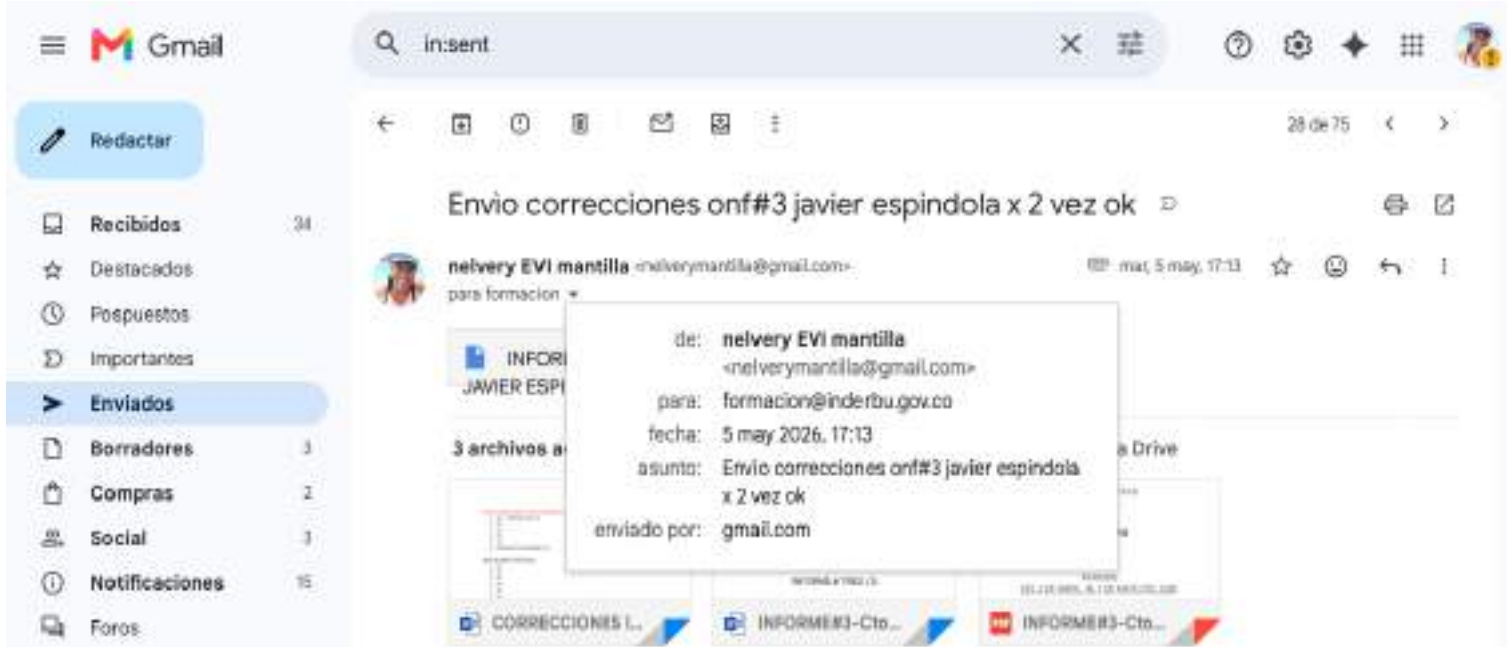 Gmail
in:sent
Redactar
28 de 75
Envio correcciones onf#3 javier espindola x 2 vez ok
Recibidos 34
Destacados
Pospuestos
Importantes
Enviados
Borradores 3
Compras 2
Social 3
Notificaciones 15
Foros
nelvery EVI mantilla <nelverymantilla@gmail.com>
mar, 5 may, 17:13
para formacion
INFOR
JAVIER ESP
de: nelvery EVI mantilla
<nelverymantilla@gmail.com>
para: formacion@inderbu.gov.co
fecha: 5 may 2026, 17:13
asunto: Envio correcciones onf#3 javier espindola
x 2 vez ok
enviado por: gmail.com
3 archivos a
a Drive
CORRECCIONES I...
INFORME#3-Cto...
INFORME#3-Cto...